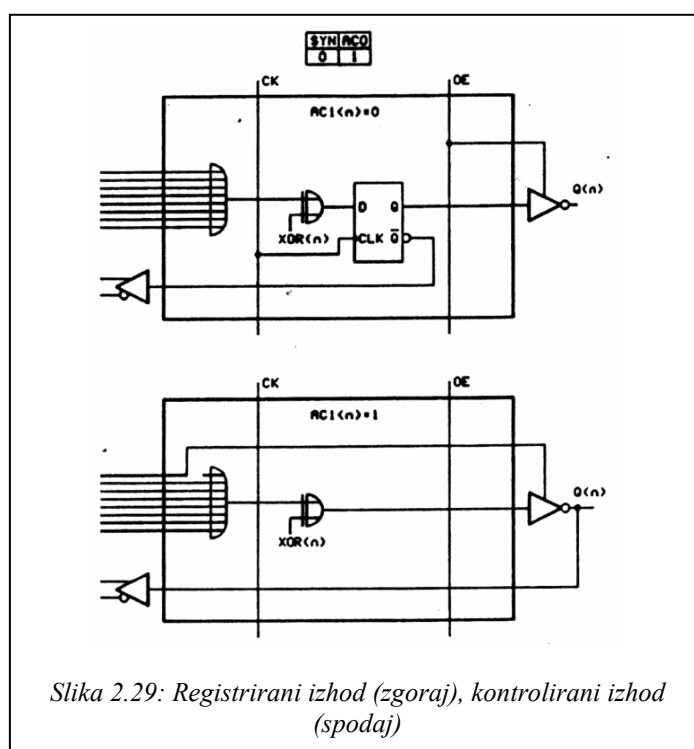 SYN AC0
0 1
CK OE
AC1(n)=0
D Q Q(n)
XOR(n) CLK Q̅
CK OE
AC1(n)=1
Q(n)
XOR(n)
Slika 2.29: Registrirani izhod (zgoraj), kontrolirani izhod
(spodaj)